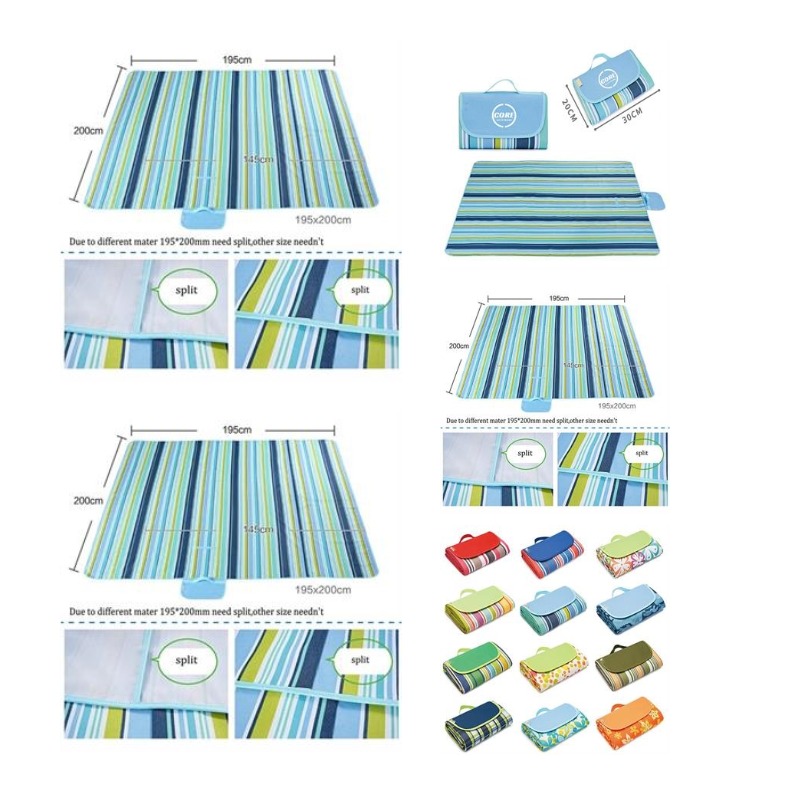 195cm
200cm
145cm
195x200cm
Due to different mater 195*200mm need split,other size needn't
split
split
195cm
200cm
145cm
195x200cm
Due to different mater 195*200mm need split,other size needn't
split
split
CORI
CORI
20CM
30CM
195cm
200cm
145cm
195x200cm
Due to different mater 195*200mm need split,other size needn't
split
split